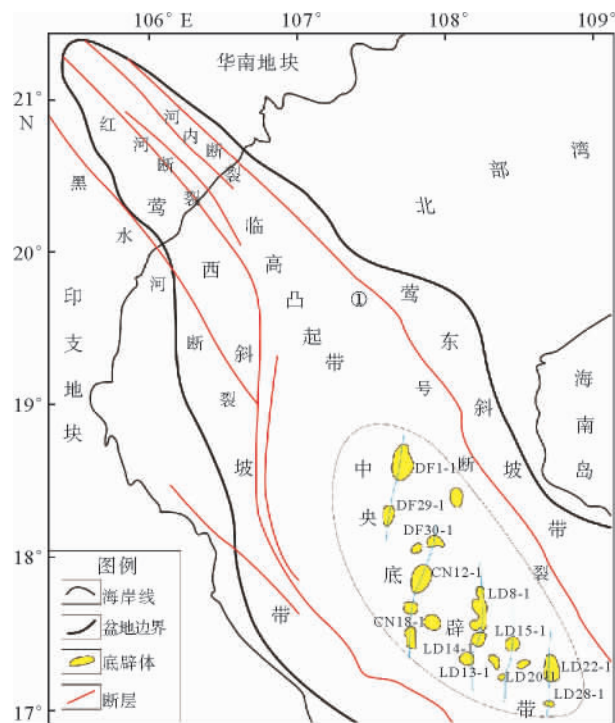 106° E
107°
108°
109°
21°
N
20°
19°
18°
17°
华南地块
北部湾
海南岛
印支地块
红河断裂
河内断裂
黑水河断裂
莺西斜坡带
临高凸起带
①号断裂
莺东斜坡带
中央底辟带
DF1-1
DF29-1
DF30-1
CN12-1
LD8-1
CN18-1
LD15-1
LD14-1
LD13-1
LD20-1
LD22-1
LD28-1
图例
海岸线
盆地边界
底辟体
断层